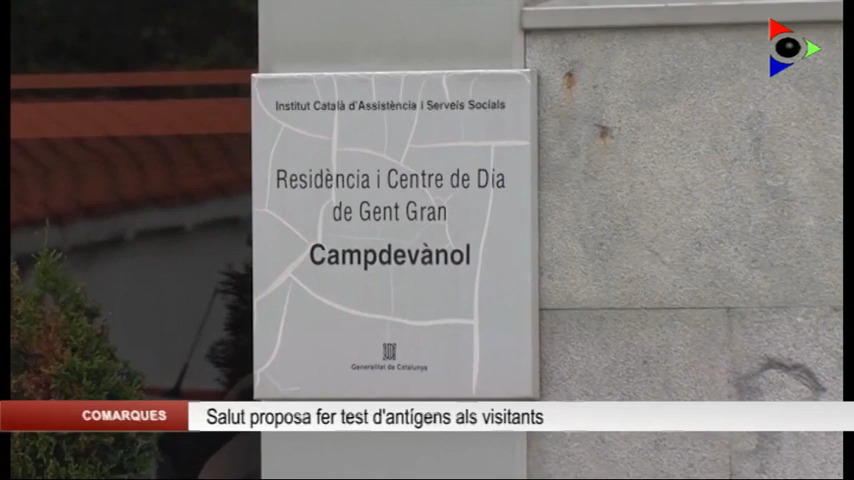 Institut Català d'Assistència i Serveis Socials
Residència i Centre de Dia
de Gent Gran
Campdevànol
Generalitat de Catalunya
COMARQUES
Salut proposa fer test d'antígens als visitants